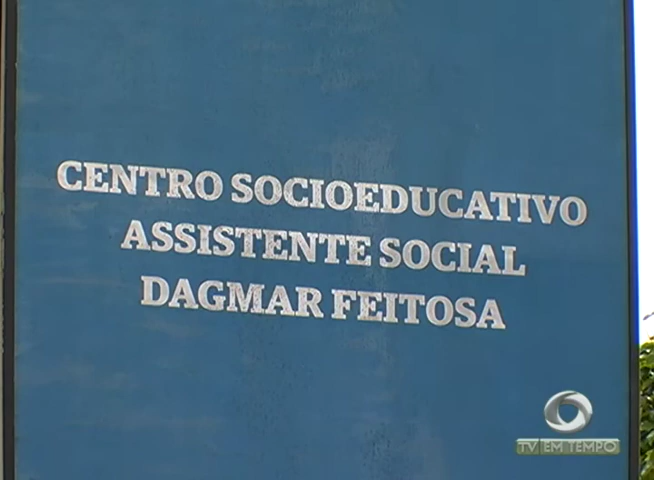 CENTRO SOCIOEDUCATIVO
ASSISTENTE SOCIAL
DAGMAR FEITOSA
TV EM TEMPO